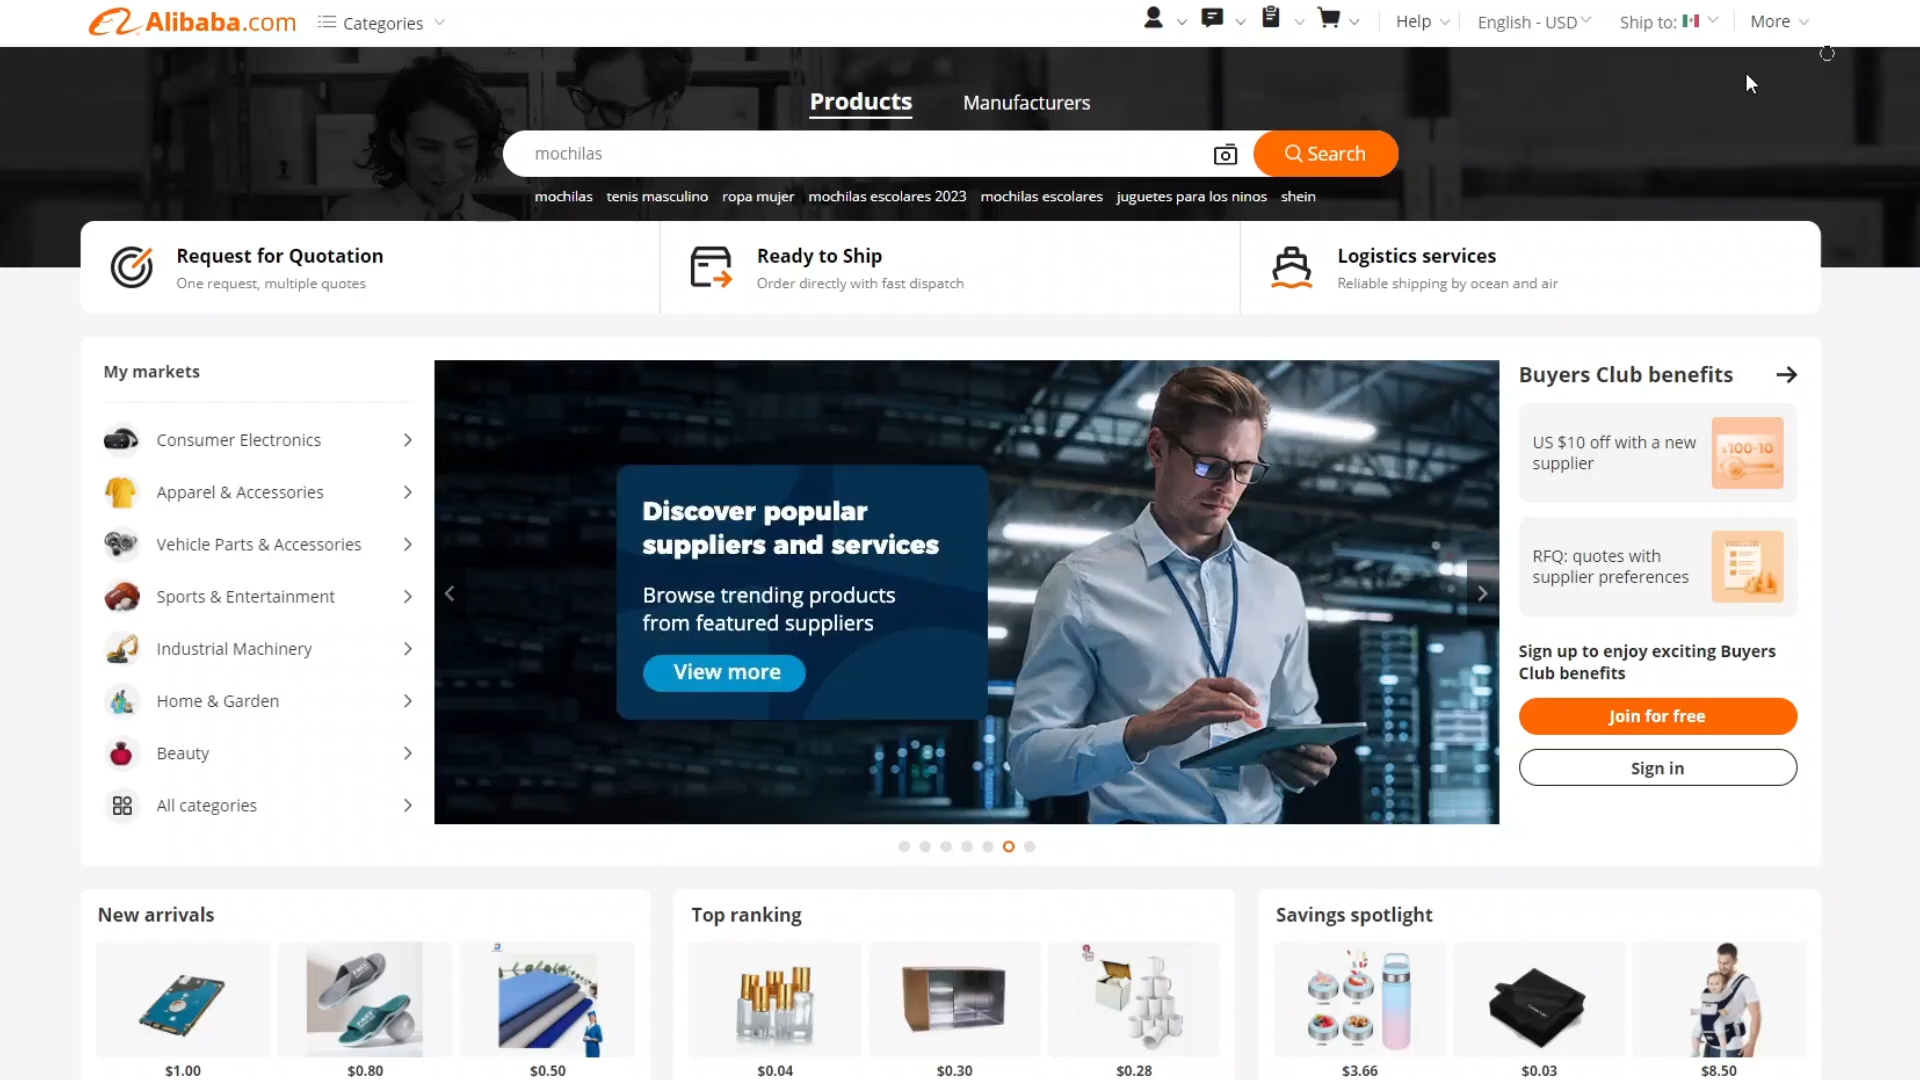 Alibaba.com
Categories
Help
English - USD
Ship to:
More
Products
Manufacturers
mochilas
Search
mochilas tenis masculino ropa mujer mochilas escolares 2023 mochilas escolares juguetes para los ninos shein
Request for Quotation
One request, multiple quotes
Ready to Ship
Order directly with fast dispatch
Logistics services
Reliable shipping by ocean and air
My markets
Consumer Electronics
Apparel & Accessories
Vehicle Parts & Accessories
Sports & Entertainment
Industrial Machinery
Home & Garden
Beauty
All categories
Discover popular
suppliers and services
Browse trending products
from featured suppliers
View more
Buyers Club benefits
US $10 off with a new
supplier
$100-10
RFQ: quotes with
supplier preferences
Sign up to enjoy exciting Buyers
Club benefits
Join for free
Sign in
New arrivals
$1.00
$0.80
$0.50
Top ranking
$0.04
$0.30
$0.28
Savings spotlight
$3.66
$0.03
$8.50